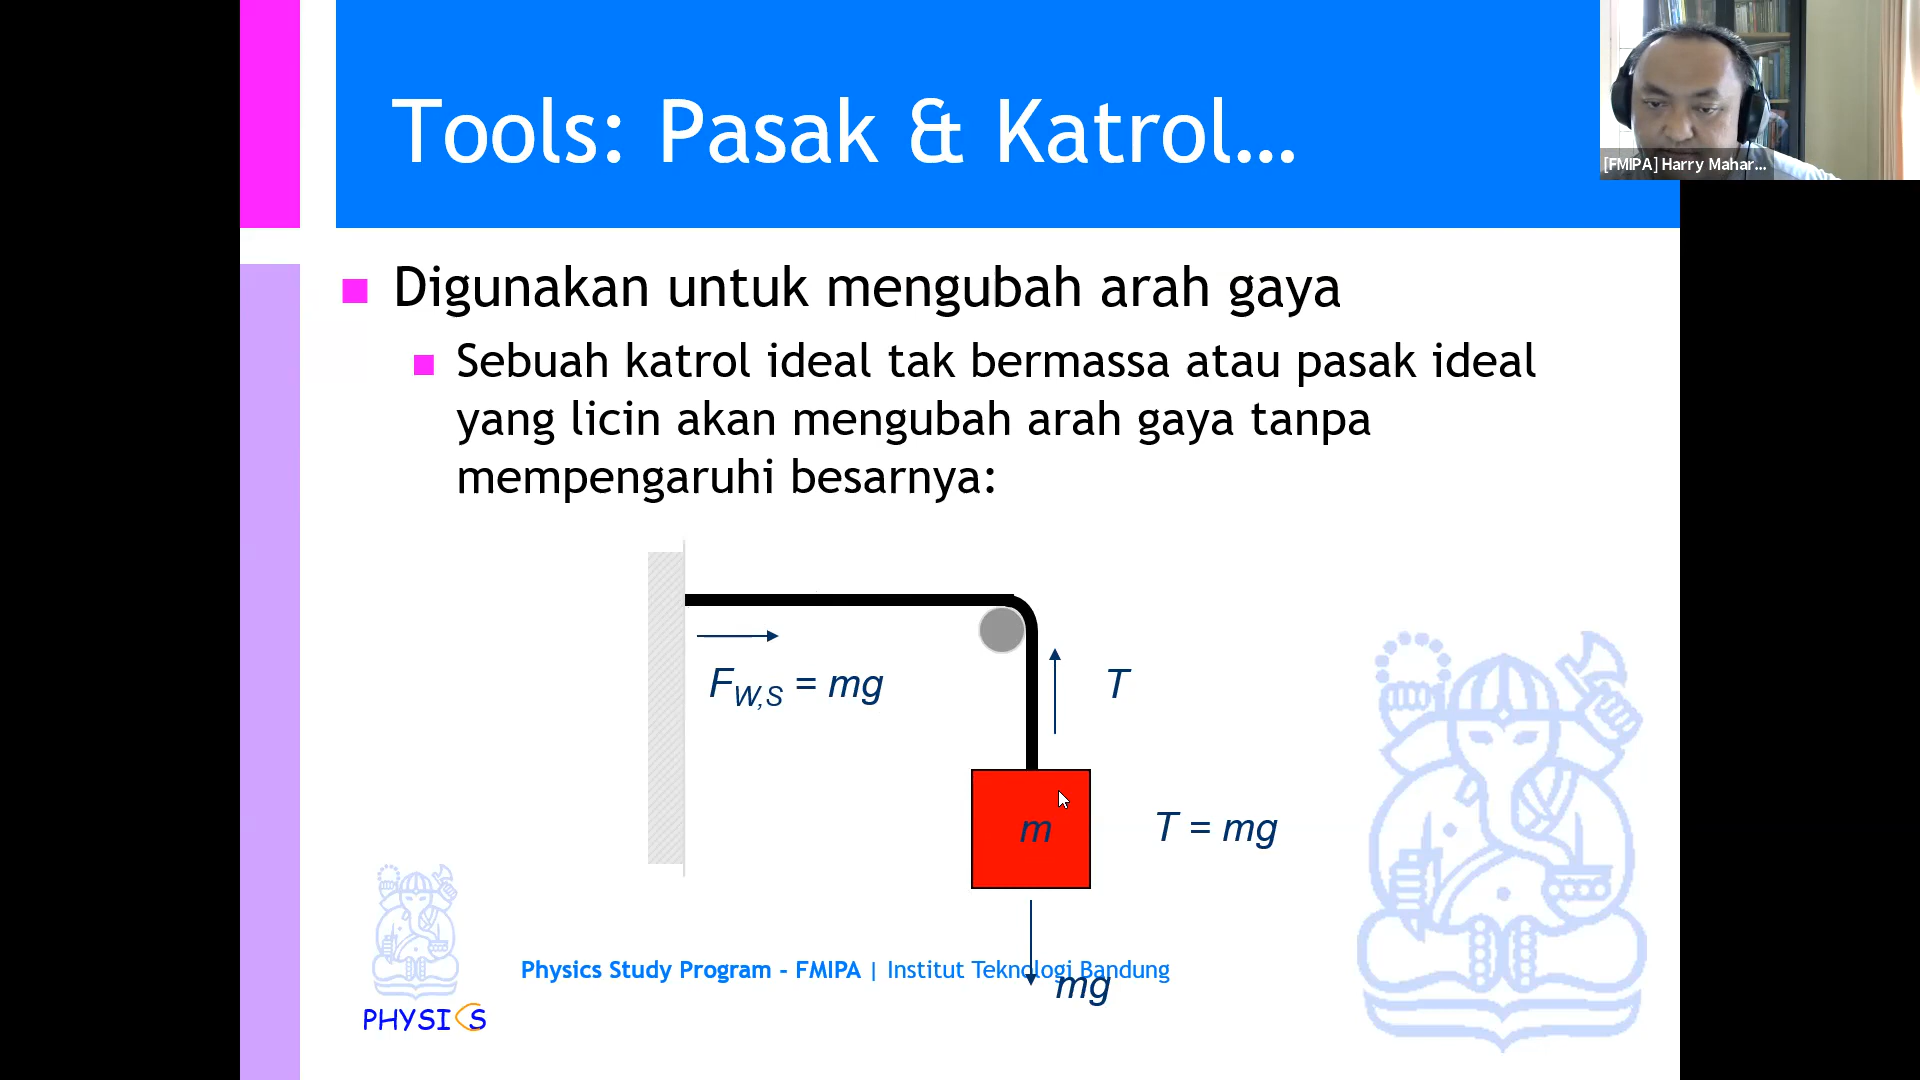 Tools: Pasak & Katrol...
[FMIPA] Harry Mahar...
Digunakan untuk mengubah arah gaya
Sebuah katrol ideal tak bermassa atau pasak ideal
yang licin akan mengubah arah gaya tanpa
mempengaruhi besarnya:
F_{W,S} = mg
T
m
T = mg
Physics Study Program - FMIPA | Institut Teknologi Bandung
mg
PHYSICS